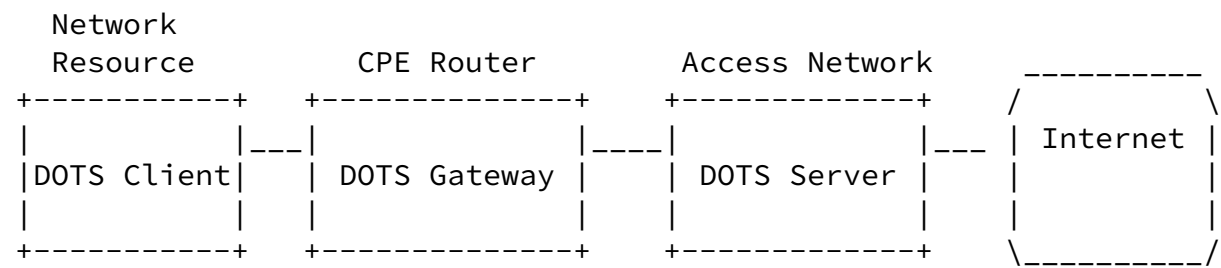 Network
Resource CPE Router Access Network
Internet
DOTS Client DOTS Gateway DOTS Server